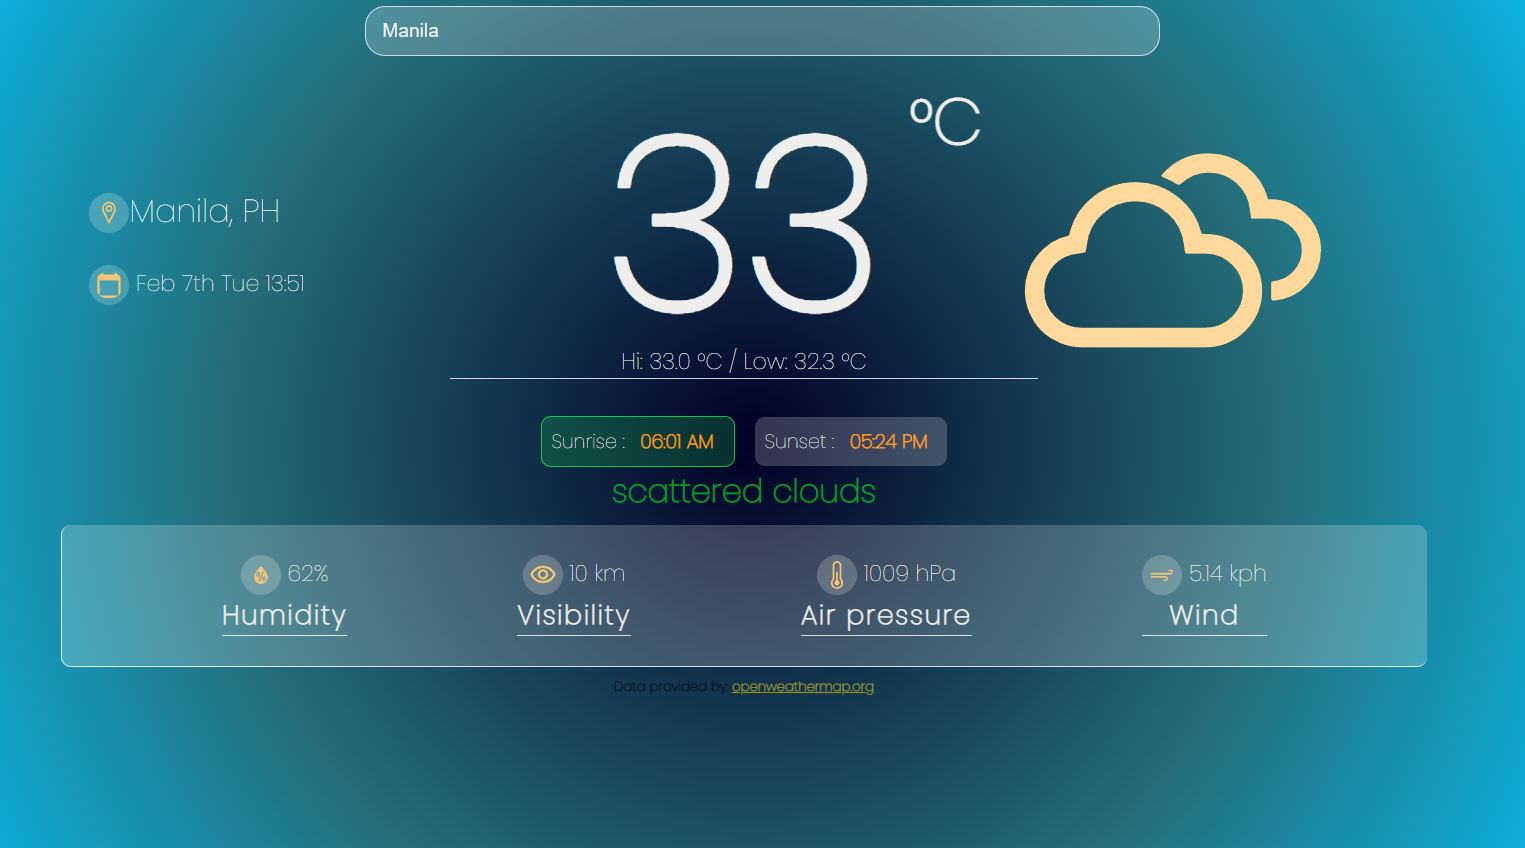 Manila
33 °C
Manila, PH
Feb 7th Tue 13:51
Hi: 33.0 °C / Low: 32.3 °C
Sunrise : 06:01 AM
Sunset : 05:24 PM
scattered clouds
62%
Humidity
10 km
Visibility
1009 hPa
Air pressure
5.14 kph
Wind
Data provided by: openweathermap.org